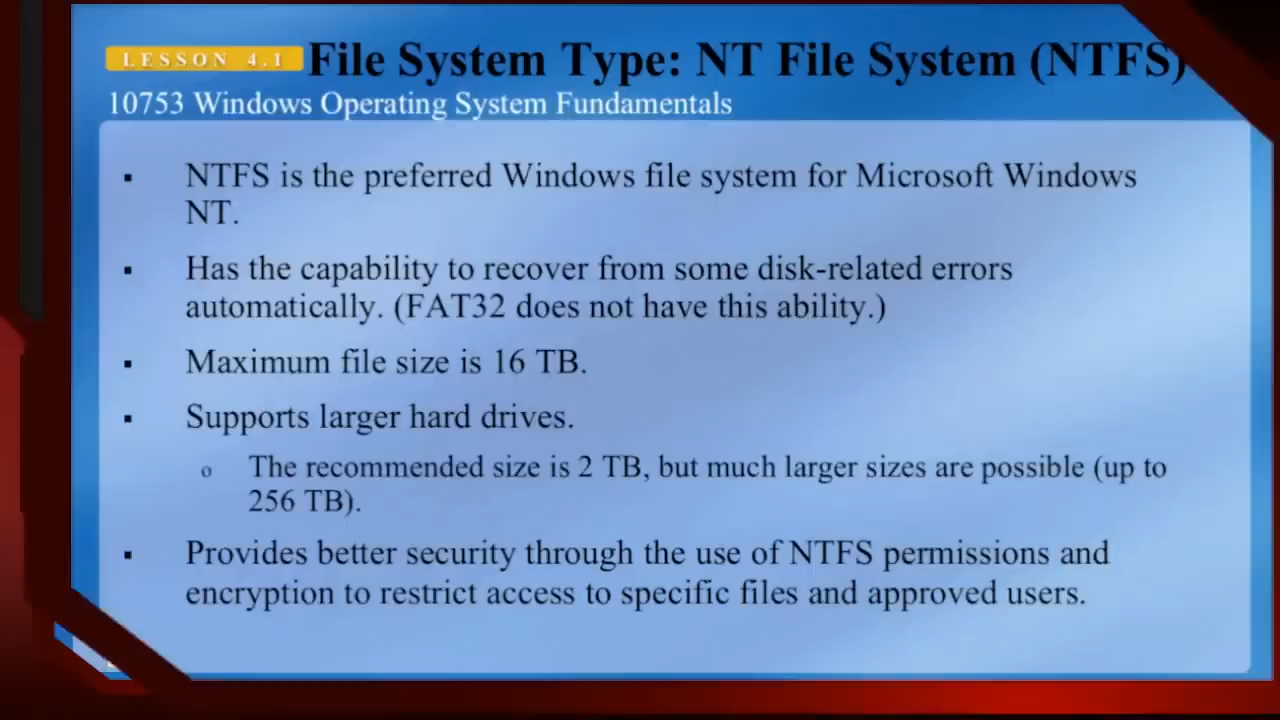 LESSON 4.1
File System Type: NT File System (NTFS)
10753 Windows Operating System Fundamentals
▪ NTFS is the preferred Windows file system for Microsoft Windows
NT.
▪ Has the capability to recover from some disk-related errors
automatically. (FAT32 does not have this ability.)
▪ Maximum file size is 16 TB.
▪ Supports larger hard drives.
o The recommended size is 2 TB, but much larger sizes are possible (up to
256 TB).
▪ Provides better security through the use of NTFS permissions and
encryption to restrict access to specific files and approved users.